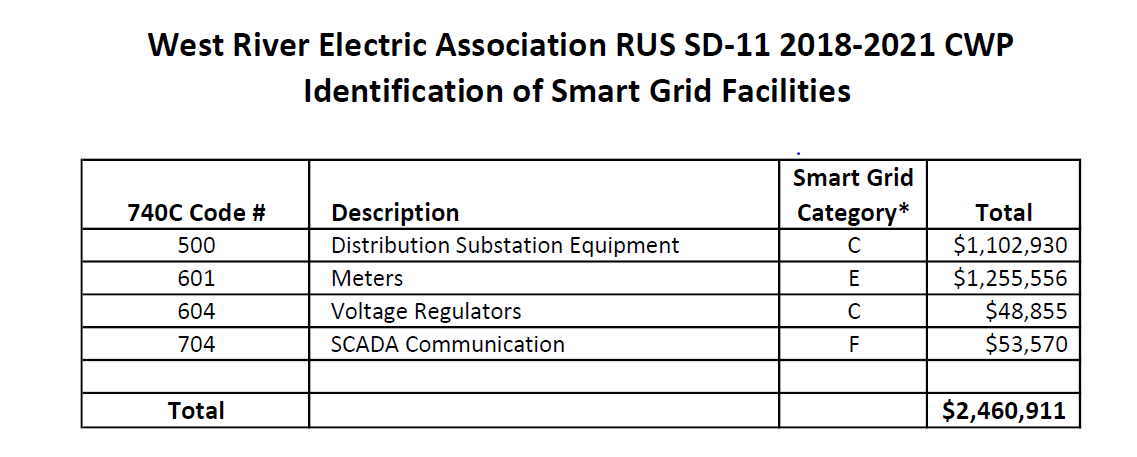 West River Electric Association RUS SD-11 2018-2021 CWP
Identification of Smart Grid Facilities
740C Code # Description Smart Grid Category* Total
500 Distribution Substation Equipment C $1,102,930
601 Meters E $1,255,556
604 Voltage Regulators C $48,855
704 SCADA Communication F $53,570
Total $2,460,911